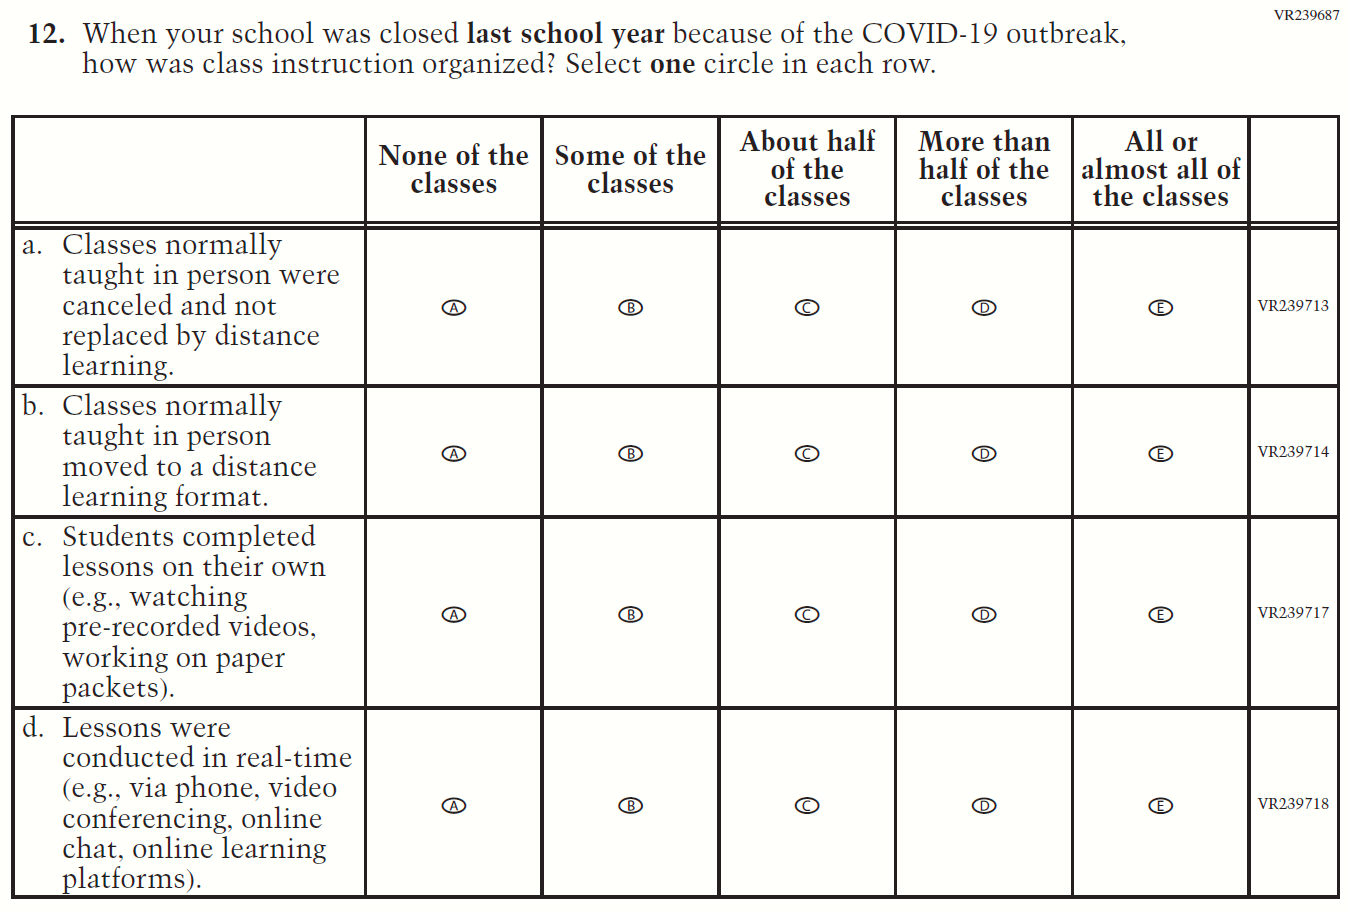 VR239687
12. When your school was closed last school year because of the COVID-19 outbreak,
how was class instruction organized? Select one circle in each row.
None of the
classes
Some of the
classes
About half
of the
classes
More than
half of the
classes
All or
almost all of
the classes
a. Classes normally
taught in person were
canceled and not
replaced by distance
learning.
A B C D E VR239713
b. Classes normally
taught in person
moved to a distance
learning format.
A B C D E VR239714
c. Students completed
lessons on their own
(e.g., watching
pre-recorded videos,
working on paper
packets).
A B C D E VR239717
d. Lessons were
conducted in real-time
(e.g., via phone, video
conferencing, online
chat, online learning
platforms).
A B C D E VR239718